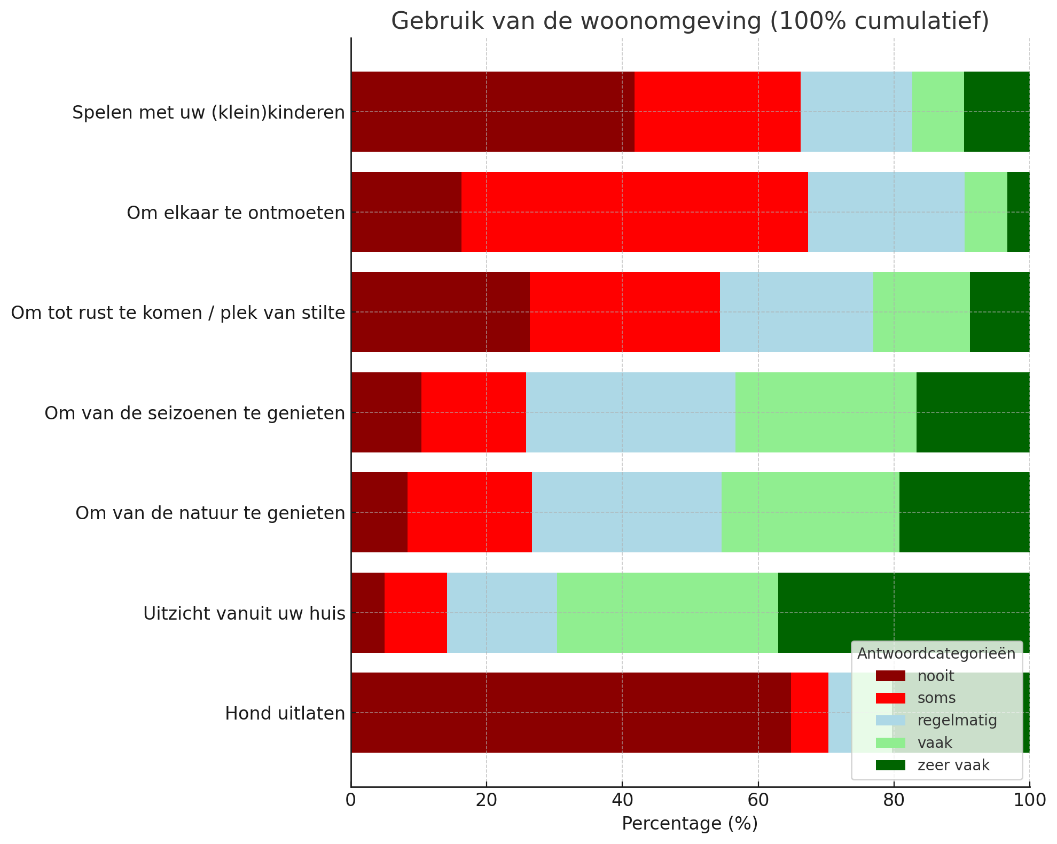 Gebruik van de woonomgeving (100% cumulatief)
Spelen met uw (klein)kinderen
Om elkaar te ontmoeten
Om tot rust te komen / plek van stilte
Om van de seizoenen te genieten
Om van de natuur te genieten
Uitzicht vanuit uw huis
Hond uitlaten
Antwoordcategorieën
nooit
soms
regelmatig
vaak
zeer vaak
0 20 40 60 80 100
Percentage (%)